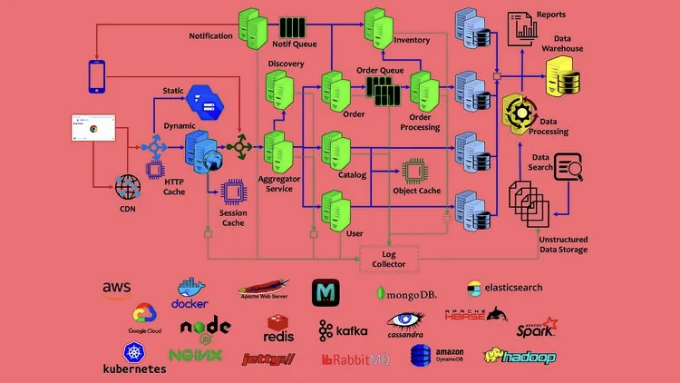 Notification
Notif Queue
Inventory
Reports
Data
Warehouse
Discovery
Static
Order Queue
Dynamic
Order
Order
Processing
Data
Processing
HTTP
Cache
Aggregator
Service
Catalog
Object Cache
Data
Search
CDN
Session
Cache
User
Unstructured
Data Storage
Log
Collector
aws
docker
Apache Web Server
M
mongoDB.
elasticsearch
Google Cloud
node
redis
kafka
cassandra
APACHE
HBASE
APACHE
Spark
kubernetes
NGINX
jetty://
RabbitMQ
amazon
DynamoDB
hadoop